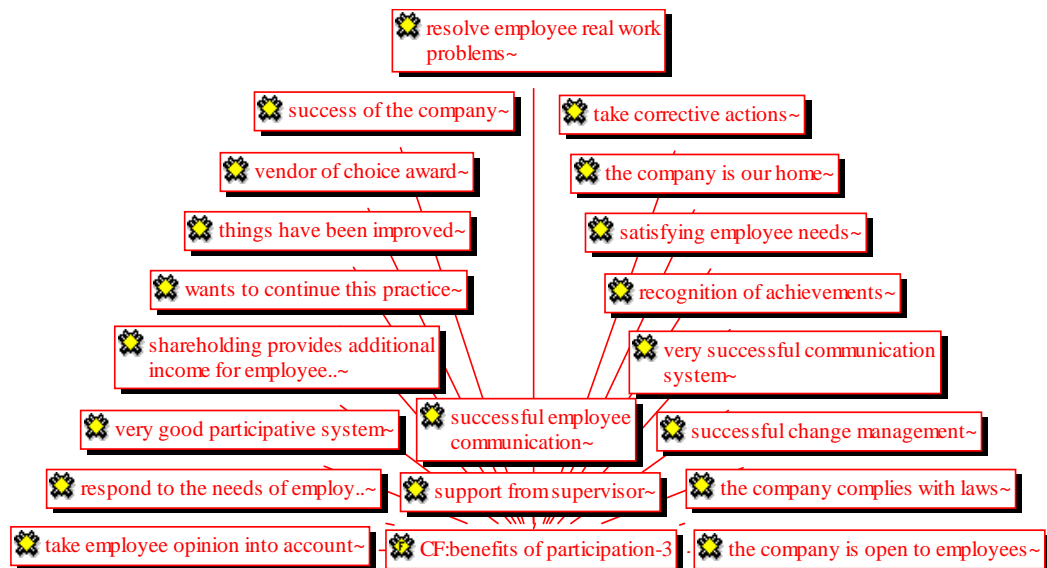 resolve employee real work
problems~
success of the company~
take corrective actions~
vendor of choice award~
the company is our home~
things have been improved~
satisfying employee needs~
wants to continue this practice~
recognition of achievements~
shareholding provides additional
income for employee..~
very successful communication
system~
very good participative system~
successful employee
communication~
successful change management~
respond to the needs of employ..~
support from supervisor~
the company complies with laws~
take employee opinion into account~
CF:benefits of participation-3
the company is open to employees~